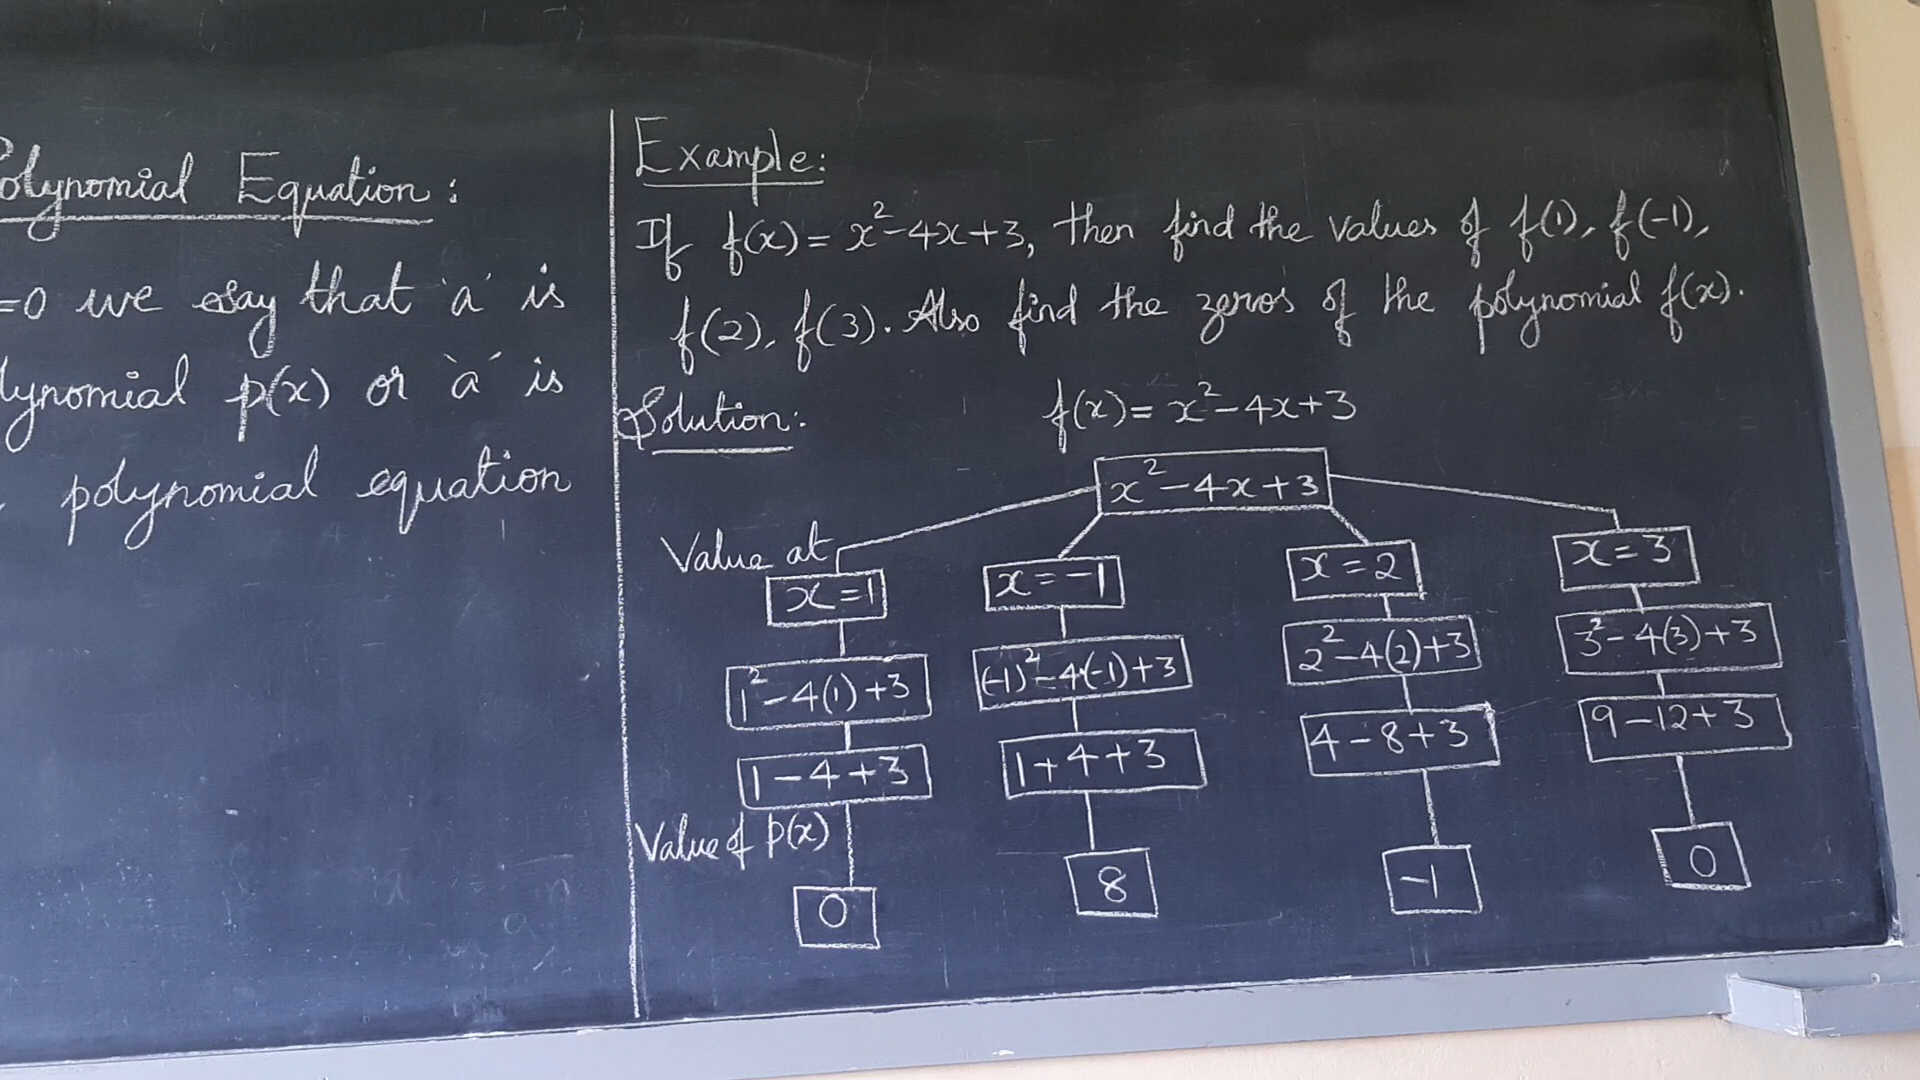 Polynomial Equation:
=0 we say that 'a' is
lynomial p(x) or 'a' is
polynomial equation
Example:
If f(x) = x²-4x+3, then find the values of f(1), f(-1),
f(2), f(3). Also find the zeros of the polynomial f(x).
Solution: f(x) = x²-4x+3
x²-4x+3
Value at
x=1 x=-1 x=2 x=3
1²-4(1)+3 (-1)²-4(-1)+3 2²-4(2)+3 3²-4(3)+3
1-4+3 1+4+3 4-8+3 9-12+3
Value of p(x)
0 8 -1 0